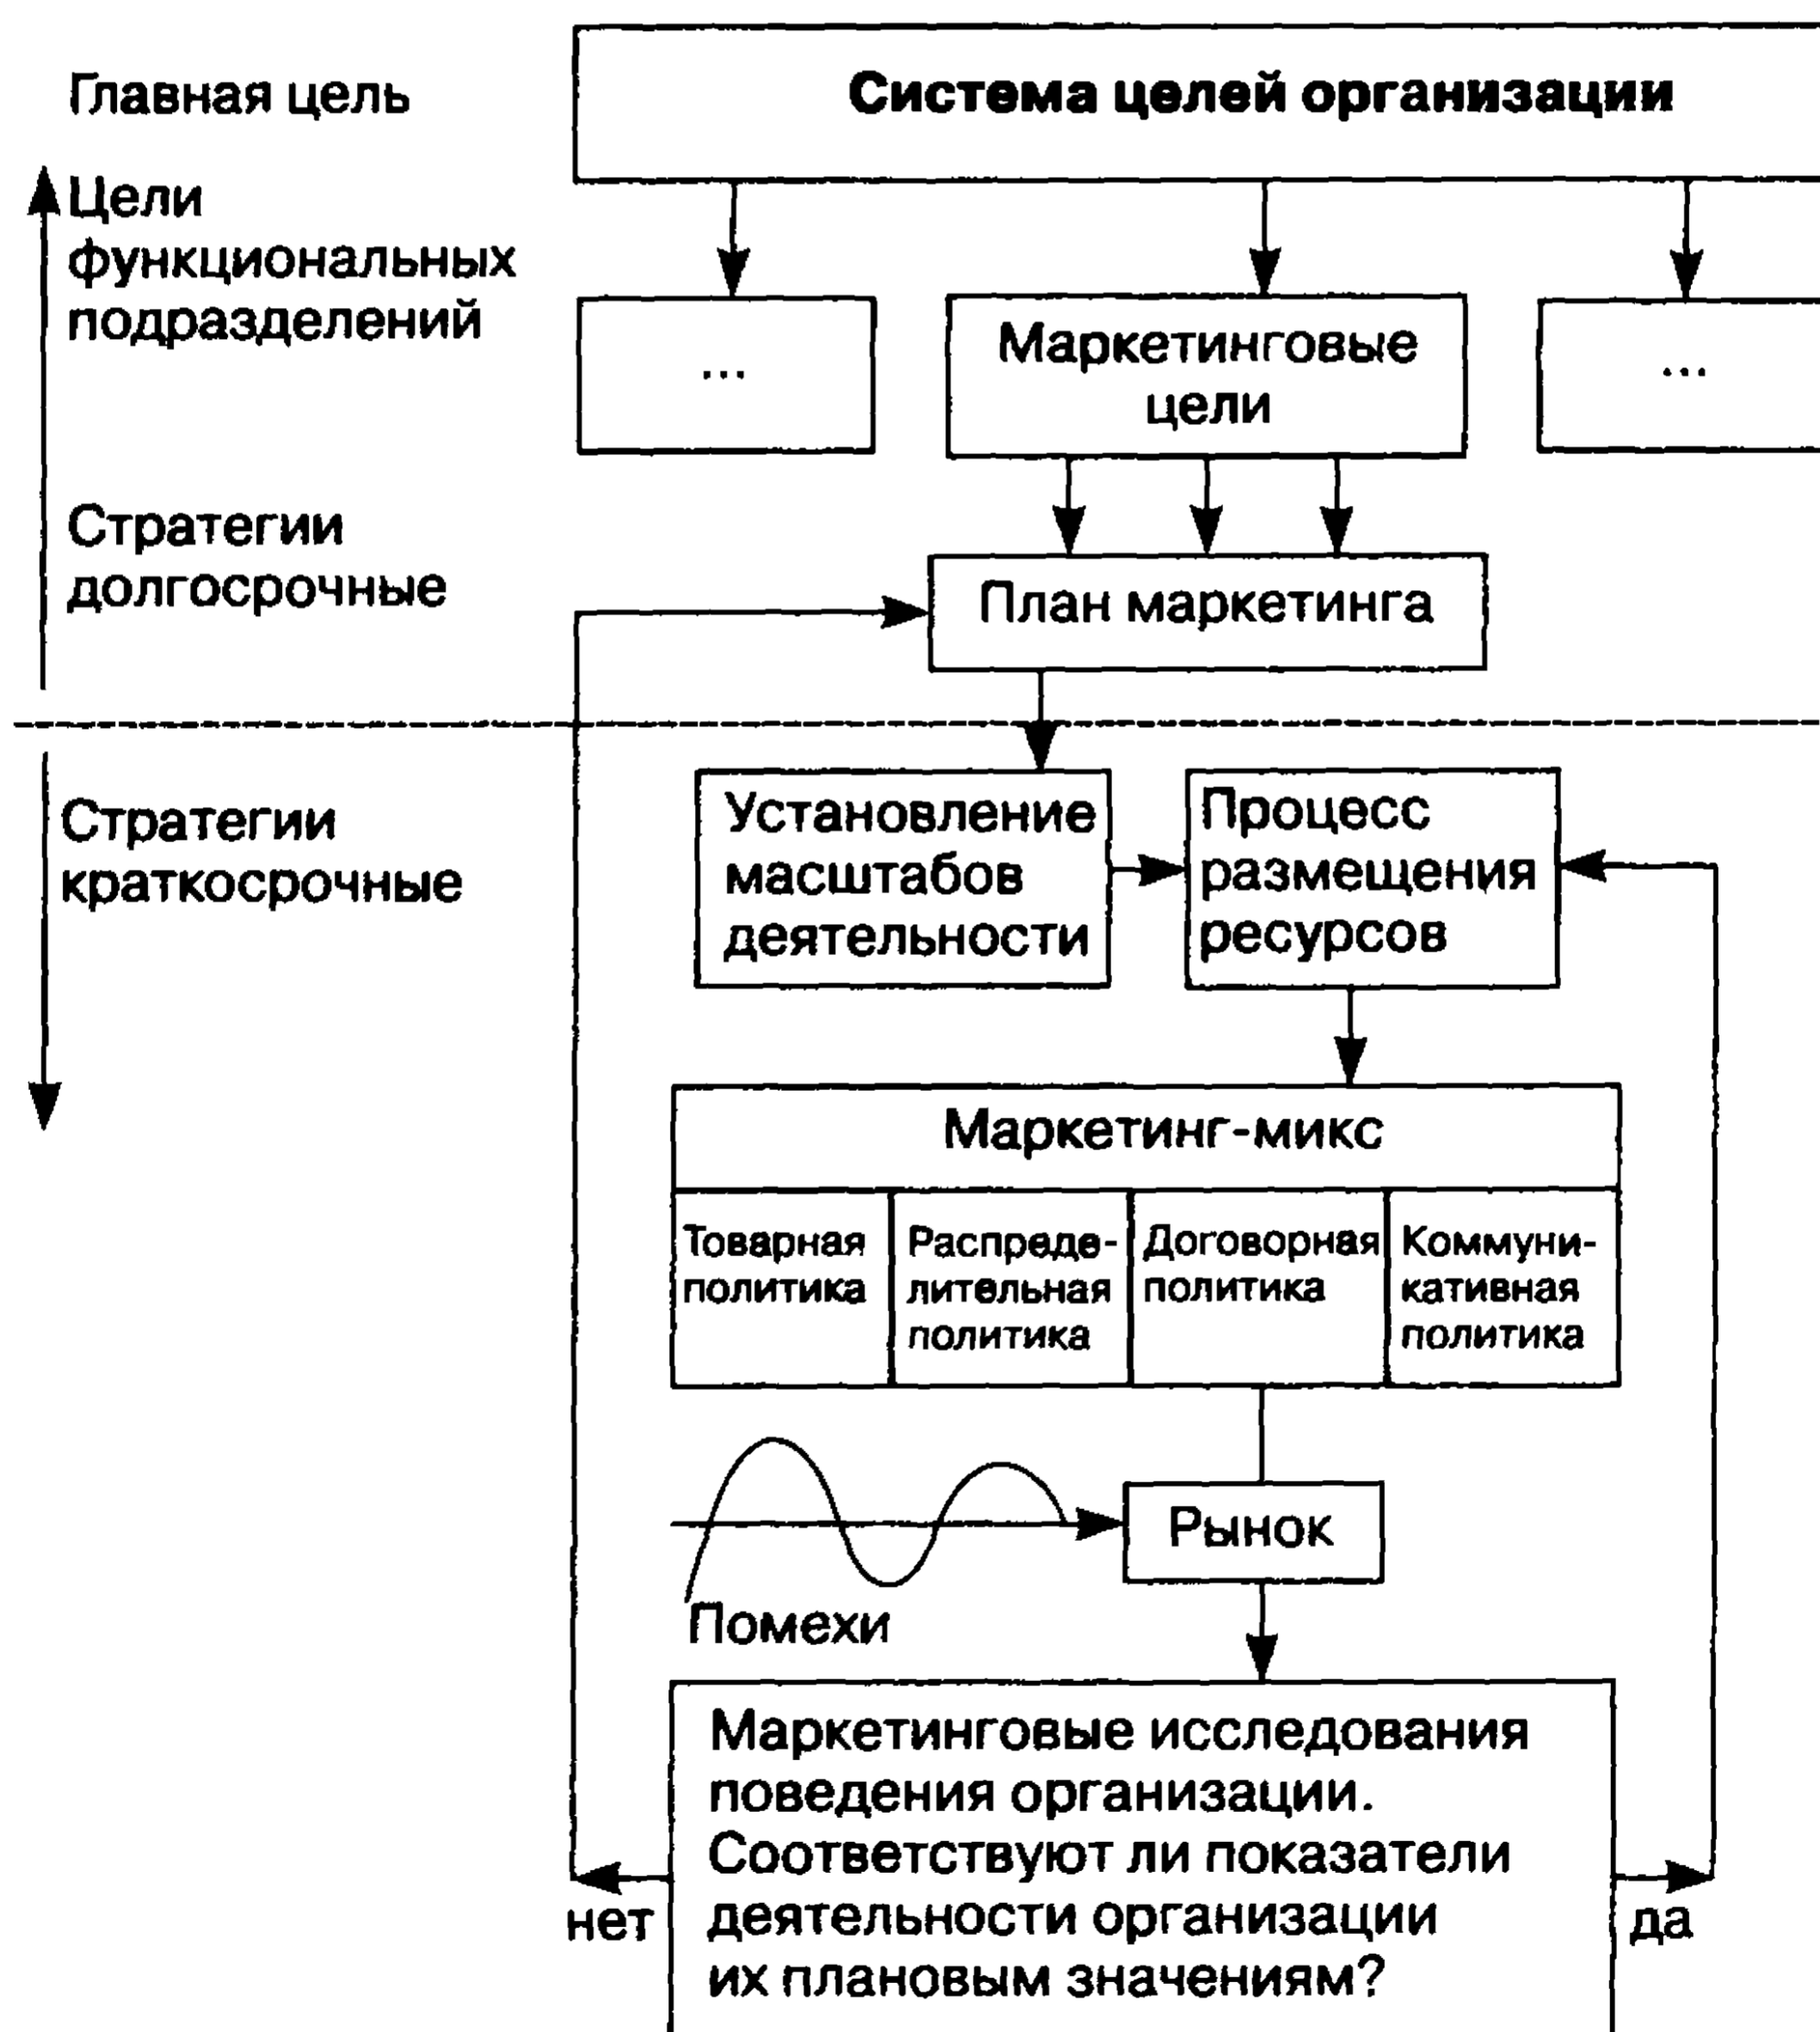 Главная цель
Система целей организации
Цели
функциональных
подразделений
...
Маркетинговые
цели
...
Стратегии
долгосрочные
План маркетинга
Стратегии
краткосрочные
Установление
масштабов
деятельности
Процесс
размещения
ресурсов
Маркетинг-микс
Товарная
политика
Распреде-
лительная
политика
Договорная
политика
Коммуни-
кативная
политика
Рынок
Помехи
Маркетинговые исследования
поведения организации.
Соответствуют ли показатели
деятельности организации
их плановым значениям?
нет
да